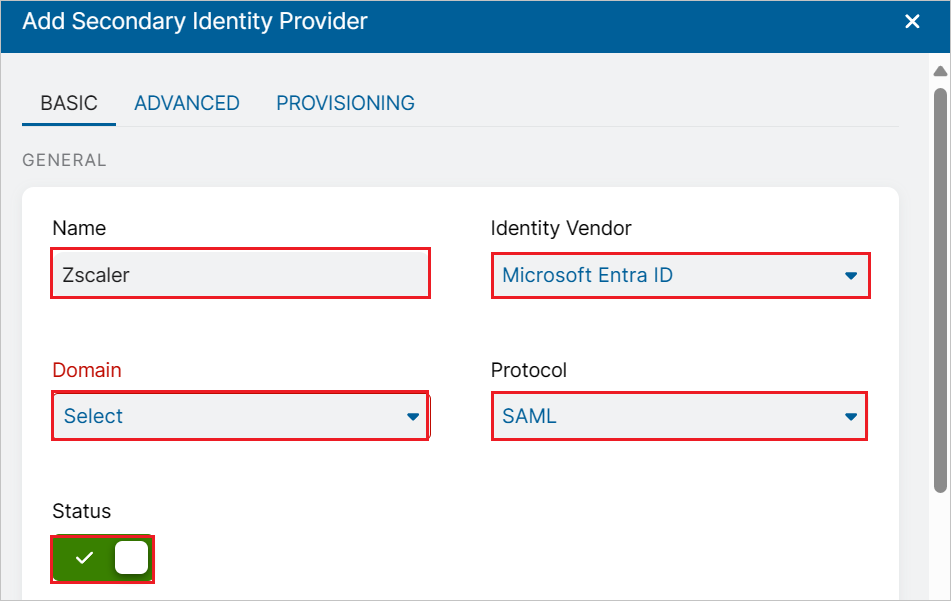 Add Secondary Identity Provider
BASIC ADVANCED PROVISIONING
GENERAL
Name Identity Vendor
Zscaler Microsoft Entra ID
Domain Protocol
Select SAML
Status